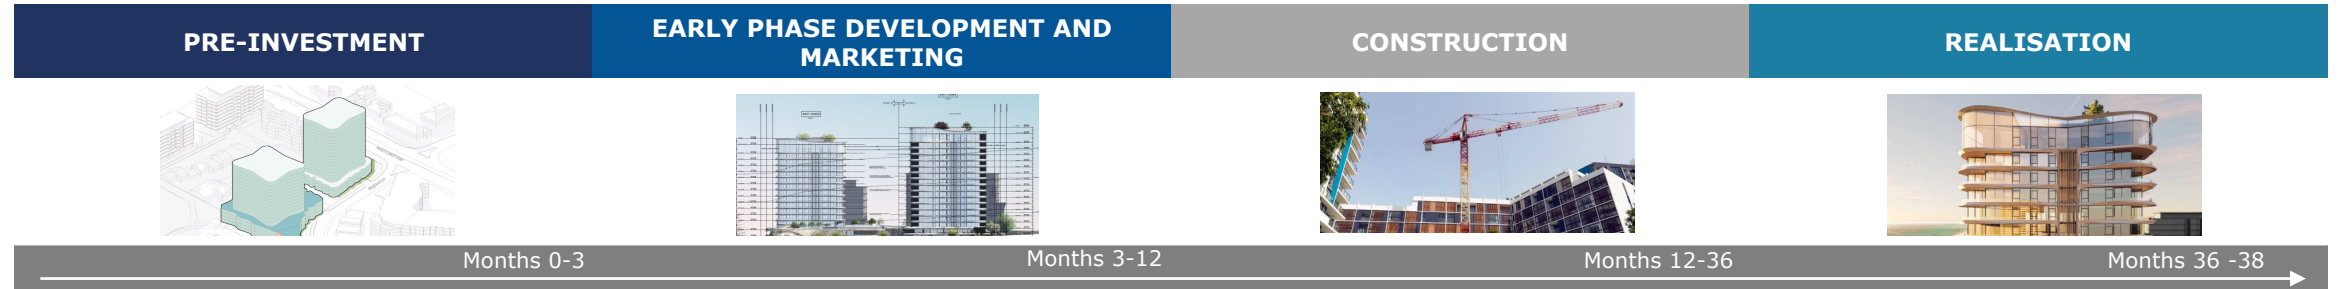 PRE-INVESTMENT
EARLY PHASE DEVELOPMENT AND
MARKETING
CONSTRUCTION
REALISATION
Months 0-3
Months 3-12
Months 12-36
Months 36 -38